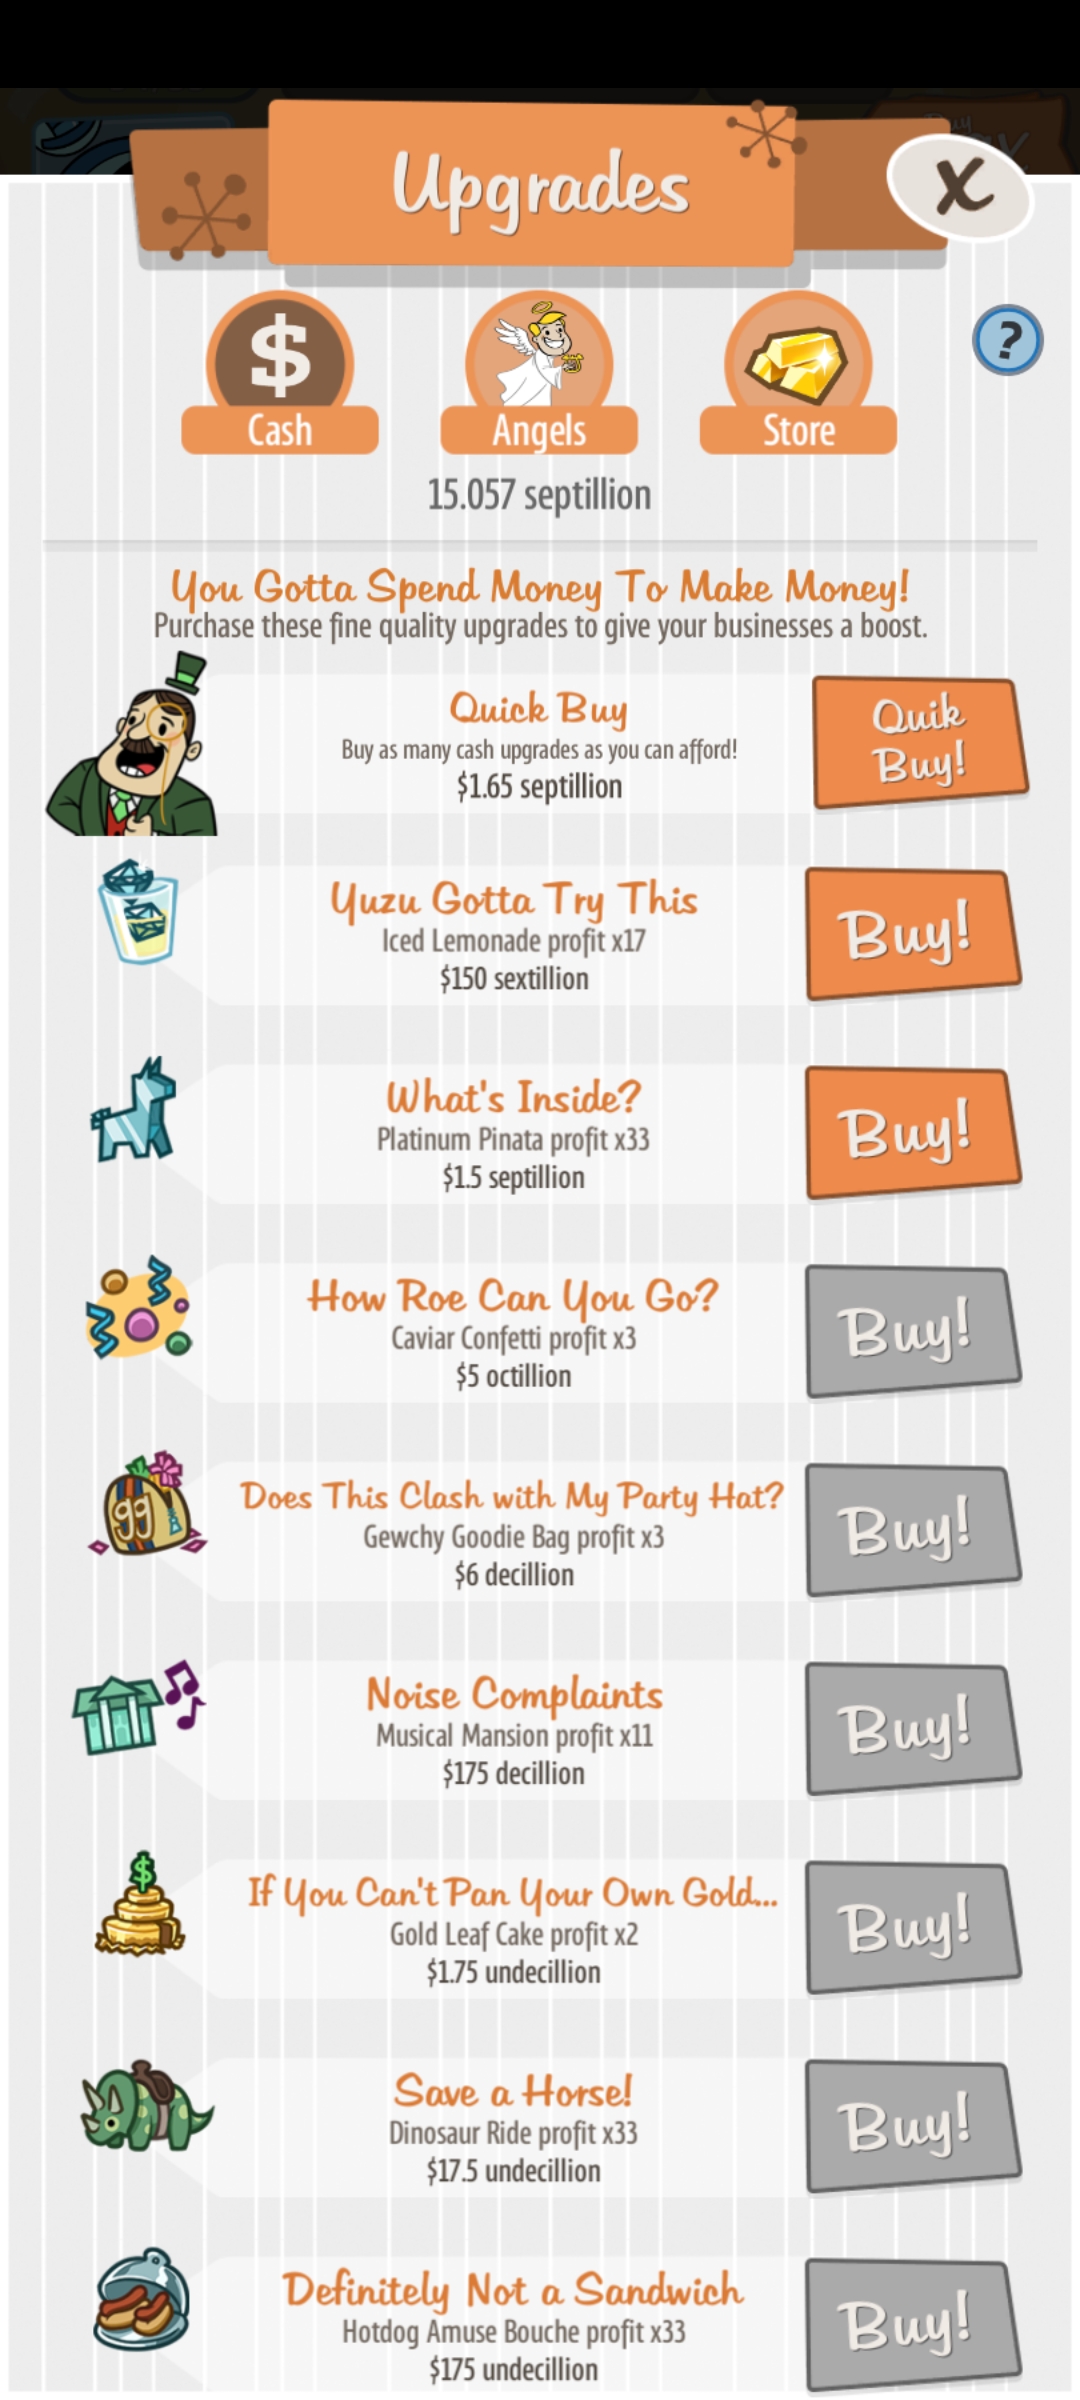 Buy
Upgrades
X
$
?
Cash
Angels
Store
15.057 septillion
You Gotta Spend Money To Make Money!
Purchase these fine quality upgrades to give your businesses a boost.
Quick Buy
Buy as many cash upgrades as you can afford!
$1.65 septillion
Quik
Buy!
Yuzu Gotta Try This
Iced Lemonade profit x17
$150 sextillion
Buy!
What's Inside?
Platinum Pinata profit x33
$1.5 septillion
Buy!
How Roe Can You Go?
Caviar Confetti profit x3
$5 octillion
Buy!
gg
Does This Clash with My Party Hat?
Gewchy Goodie Bag profit x3
$6 decillion
Buy!
Noise Complaints
Musical Mansion profit x11
$175 decillion
Buy!
$
If You Can't Pan Your Own Gold...
Gold Leaf Cake profit x2
$1.75 undecillion
Buy!
Save a Horse!
Dinosaur Ride profit x33
$17.5 undecillion
Buy!
Definitely Not a Sandwich
Hotdog Amuse Bouche profit x33
$175 undecillion
Buy!